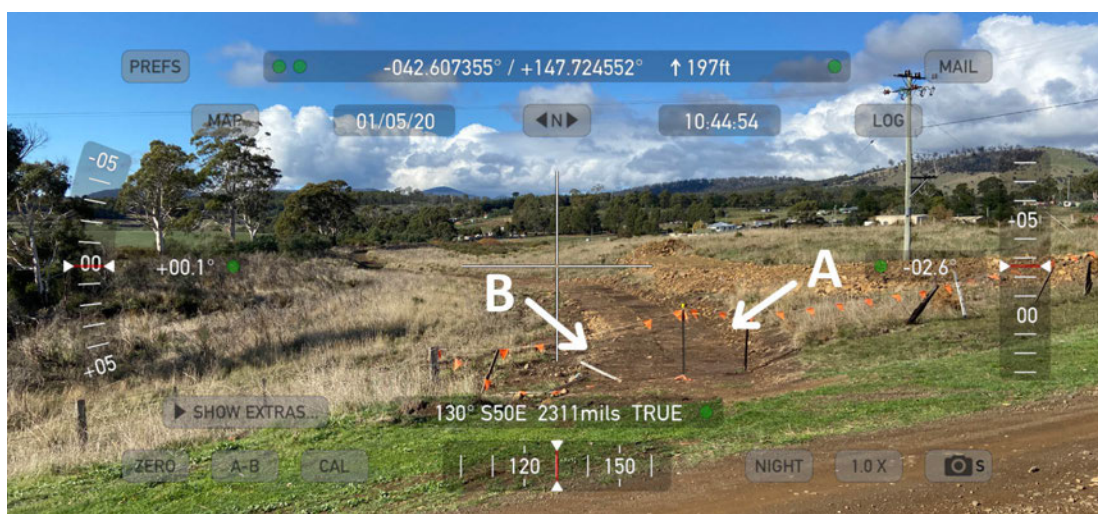 PREFS
-042.607355° / +147.724552° ↑ 197ft
MAIL
MAP
01/05/20
◀N▶
10:44:54
LOG
-05
+05
00
+00.1°
-02.6°
A
B
00
+05
▶ SHOW EXTRAS...
130° S50E 2311mils TRUE
ZERO
A-B
CAL
120
150
NIGHT
1.0 X
S